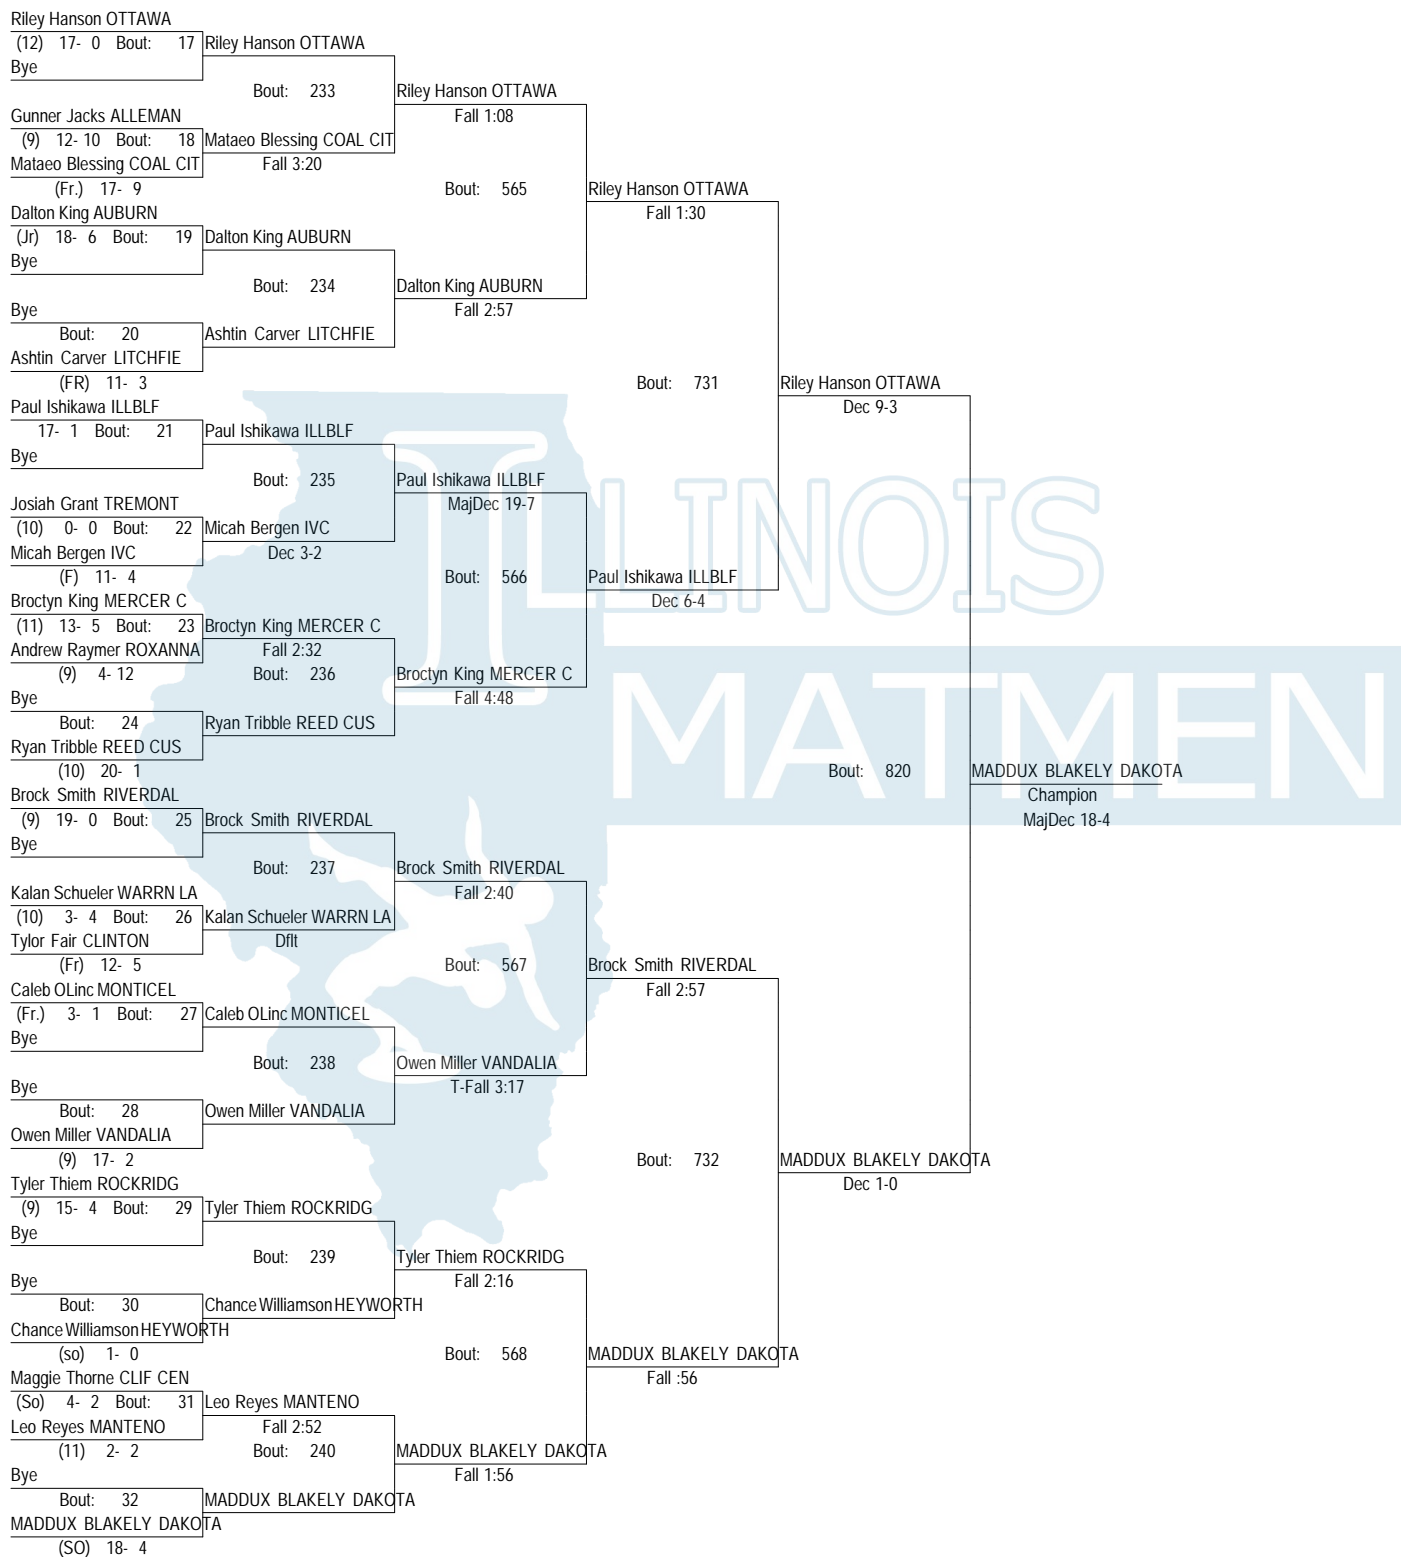 Riley Hanson OTTAWA
(12) 17- 0 Bout: 17 Riley Hanson OTTAWA
Bye
Bout: 233 Riley Hanson OTTAWA
Gunner Jacks ALLEMAN Fall 1:08
(9) 12- 10 Bout: 18 Mataeo Blessing COAL CIT
Mataeo Blessing COAL CIT Fall 3:20
(Fr.) 17- 9 Bout: 565 Riley Hanson OTTAWA
Dalton King AUBURN Fall 1:30
(Jr) 18- 6 Bout: 19 Dalton King AUBURN
Bye
Bout: 234 Dalton King AUBURN
Bye Fall 2:57
Bout: 20 Ashtin Carver LITCHFIE
Ashtin Carver LITCHFIE
(FR) 11- 3 Bout: 731 Riley Hanson OTTAWA
Paul Ishikawa ILLBLF Dec 9-3
17- 1 Bout: 21 Paul Ishikawa ILLBLF
Bye
Bout: 235 Paul Ishikawa ILLBLF
Josiah Grant TREMONT MajDec 19-7
(10) 0- 0 Bout: 22 Micah Bergen IVC
Micah Bergen IVC Dec 3-2
(F) 11- 4 Bout: 566 Paul Ishikawa ILLBLF
Broctyn King MERCER C Dec 6-4
(11) 13- 5 Bout: 23 Broctyn King MERCER C
Andrew Raymer ROXANNA Fall 2:32
(9) 4- 12 Bout: 236 Broctyn King MERCER C
Bye Fall 4:48
Bout: 24 Ryan Tribble REED CUS
Ryan Tribble REED CUS
(10) 20- 1 Bout: 820 MADDUX BLAKELY DAKOTA
Brock Smith RIVERDAL Champion
(9) 19- 0 Bout: 25 Brock Smith RIVERDAL MajDec 18-4
Bye
Bout: 237 Brock Smith RIVERDAL
Kalan Schueler WARRN LA Fall 2:40
(10) 3- 4 Bout: 26 Kalan Schueler WARRN LA
Tylor Fair CLINTON Dflt
(Fr) 12- 5 Bout: 567 Brock Smith RIVERDAL
Caleb OLinc MONTICEL Fall 2:57
(Fr.) 3- 1 Bout: 27 Caleb OLinc MONTICEL
Bye
Bout: 238 Owen Miller VANDALIA
Bye T-Fall 3:17
Bout: 28 Owen Miller VANDALIA
Owen Miller VANDALIA
(9) 17- 2 Bout: 732 MADDUX BLAKELY DAKOTA
Tyler Thiem ROCKRIDG Dec 1-0
(9) 15- 4 Bout: 29 Tyler Thiem ROCKRIDG
Bye
Bout: 239 Tyler Thiem ROCKRIDG
Bye Fall 2:16
Bout: 30 Chance Williamson HEYWORTH
Chance Williamson HEYWORTH
(so) 1- 0 Bout: 568 MADDUX BLAKELY DAKOTA
Maggie Thorne CLIF CEN Fall :56
(So) 4- 2 Bout: 31 Leo Reyes MANTENO
Leo Reyes MANTENO Fall 2:52
(11) 2- 2 Bout: 240 MADDUX BLAKELY DAKOTA
Bye Fall 1:56
Bout: 32 MADDUX BLAKELY DAKOTA
MADDUX BLAKELY DAKOTA
(SO) 18- 4
ILLINOIS
MATMEN